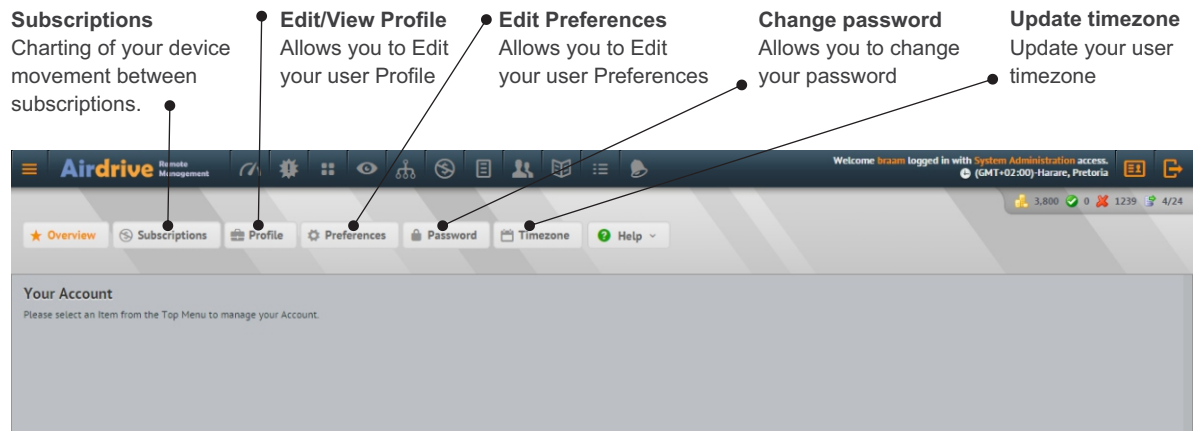 Subscriptions
Charting of your device
movement between
subscriptions.
Edit/View Profile
Allows you to Edit
your user Profile
Edit Preferences
Allows you to Edit
your user Preferences
Change password
Allows you to change
your password
Update timezone
Update your user
timezone
Airdrive Remote Management
Welcome braam logged in with System Administration access.
(GMT+02:00)-Harare, Pretoria
3,800 0 1239 4/24
Overview Subscriptions Profile Preferences Password Timezone Help
Your Account
Please select an Item from the Top Menu to manage your Account.